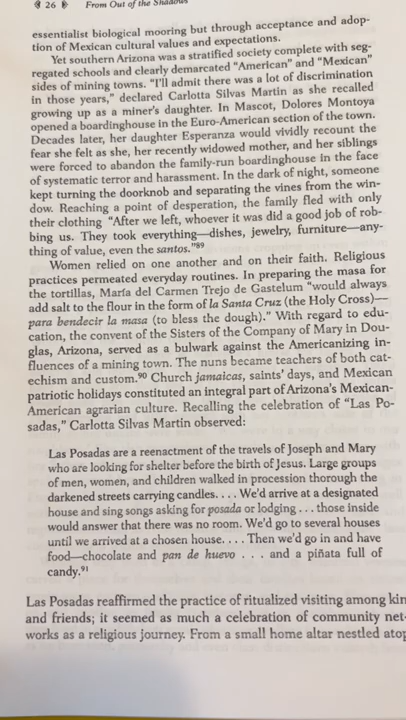 26 From Out of the Shadows
essentialist biological mooring but through acceptance and adop-
tion of Mexican cultural values and expectations.
Yet southern Arizona was a stratified society complete with seg-
regated schools and clearly demarcated “American” and “Mexican”
sides of mining towns. “I’ll admit there was a lot of discrimination
in those years,” declared Carlotta Silvas Martin as she recalled
growing up as a miner’s daughter. In Mascot, Dolores Montoya
opened a boardinghouse in the Euro-American section of the town.
Decades later, her daughter Esperanza would vividly recount the
fear she felt as she, her recently widowed mother, and her siblings
were forced to abandon the family-run boardinghouse in the face
of systematic terror and harassment. In the dark of night, someone
kept turning the doorknob and separating the vines from the win-
dow. Reaching a point of desperation, the family fled with only
their clothing “After we left, whoever it was did a good job of rob-
bing us. They took everything—dishes, jewelry, furniture—any-
thing of value, even the santos.”89
Women relied on one another and on their faith. Religious
practices permeated everyday routines. In preparing the masa for
the tortillas, María del Carmen Trejo de Gastelum “would always
add salt to the flour in the form of la Santa Cruz (the Holy Cross)—
para bendecir la masa (to bless the dough).” With regard to edu-
cation, the convent of the Sisters of the Company of Mary in Dou-
glas, Arizona, served as a bulwark against the Americanizing in-
fluences of a mining town. The nuns became teachers of both cat-
echism and custom.90 Church jamaicas, saints’ days, and Mexican
patriotic holidays constituted an integral part of Arizona’s Mexican-
American agrarian culture. Recalling the celebration of “Las Po-
sadas,” Carlotta Silvas Martin observed:
Las Posadas are a reenactment of the travels of Joseph and Mary
who are looking for shelter before the birth of Jesus. Large groups
of men, women, and children walked in procession thorough the
darkened streets carrying candles. . . . We’d arrive at a designated
house and sing songs asking for posada or lodging . . . those inside
would answer that there was no room. We’d go to several houses
until we arrived at a chosen house. . . . Then we’d go in and have
food—chocolate and pan de huevo . . . and a piñata full of
candy.91
Las Posadas reaffirmed the practice of ritualized visiting among kin
and friends; it seemed as much a celebration of community net-
works as a religious journey. From a small home altar nestled atop